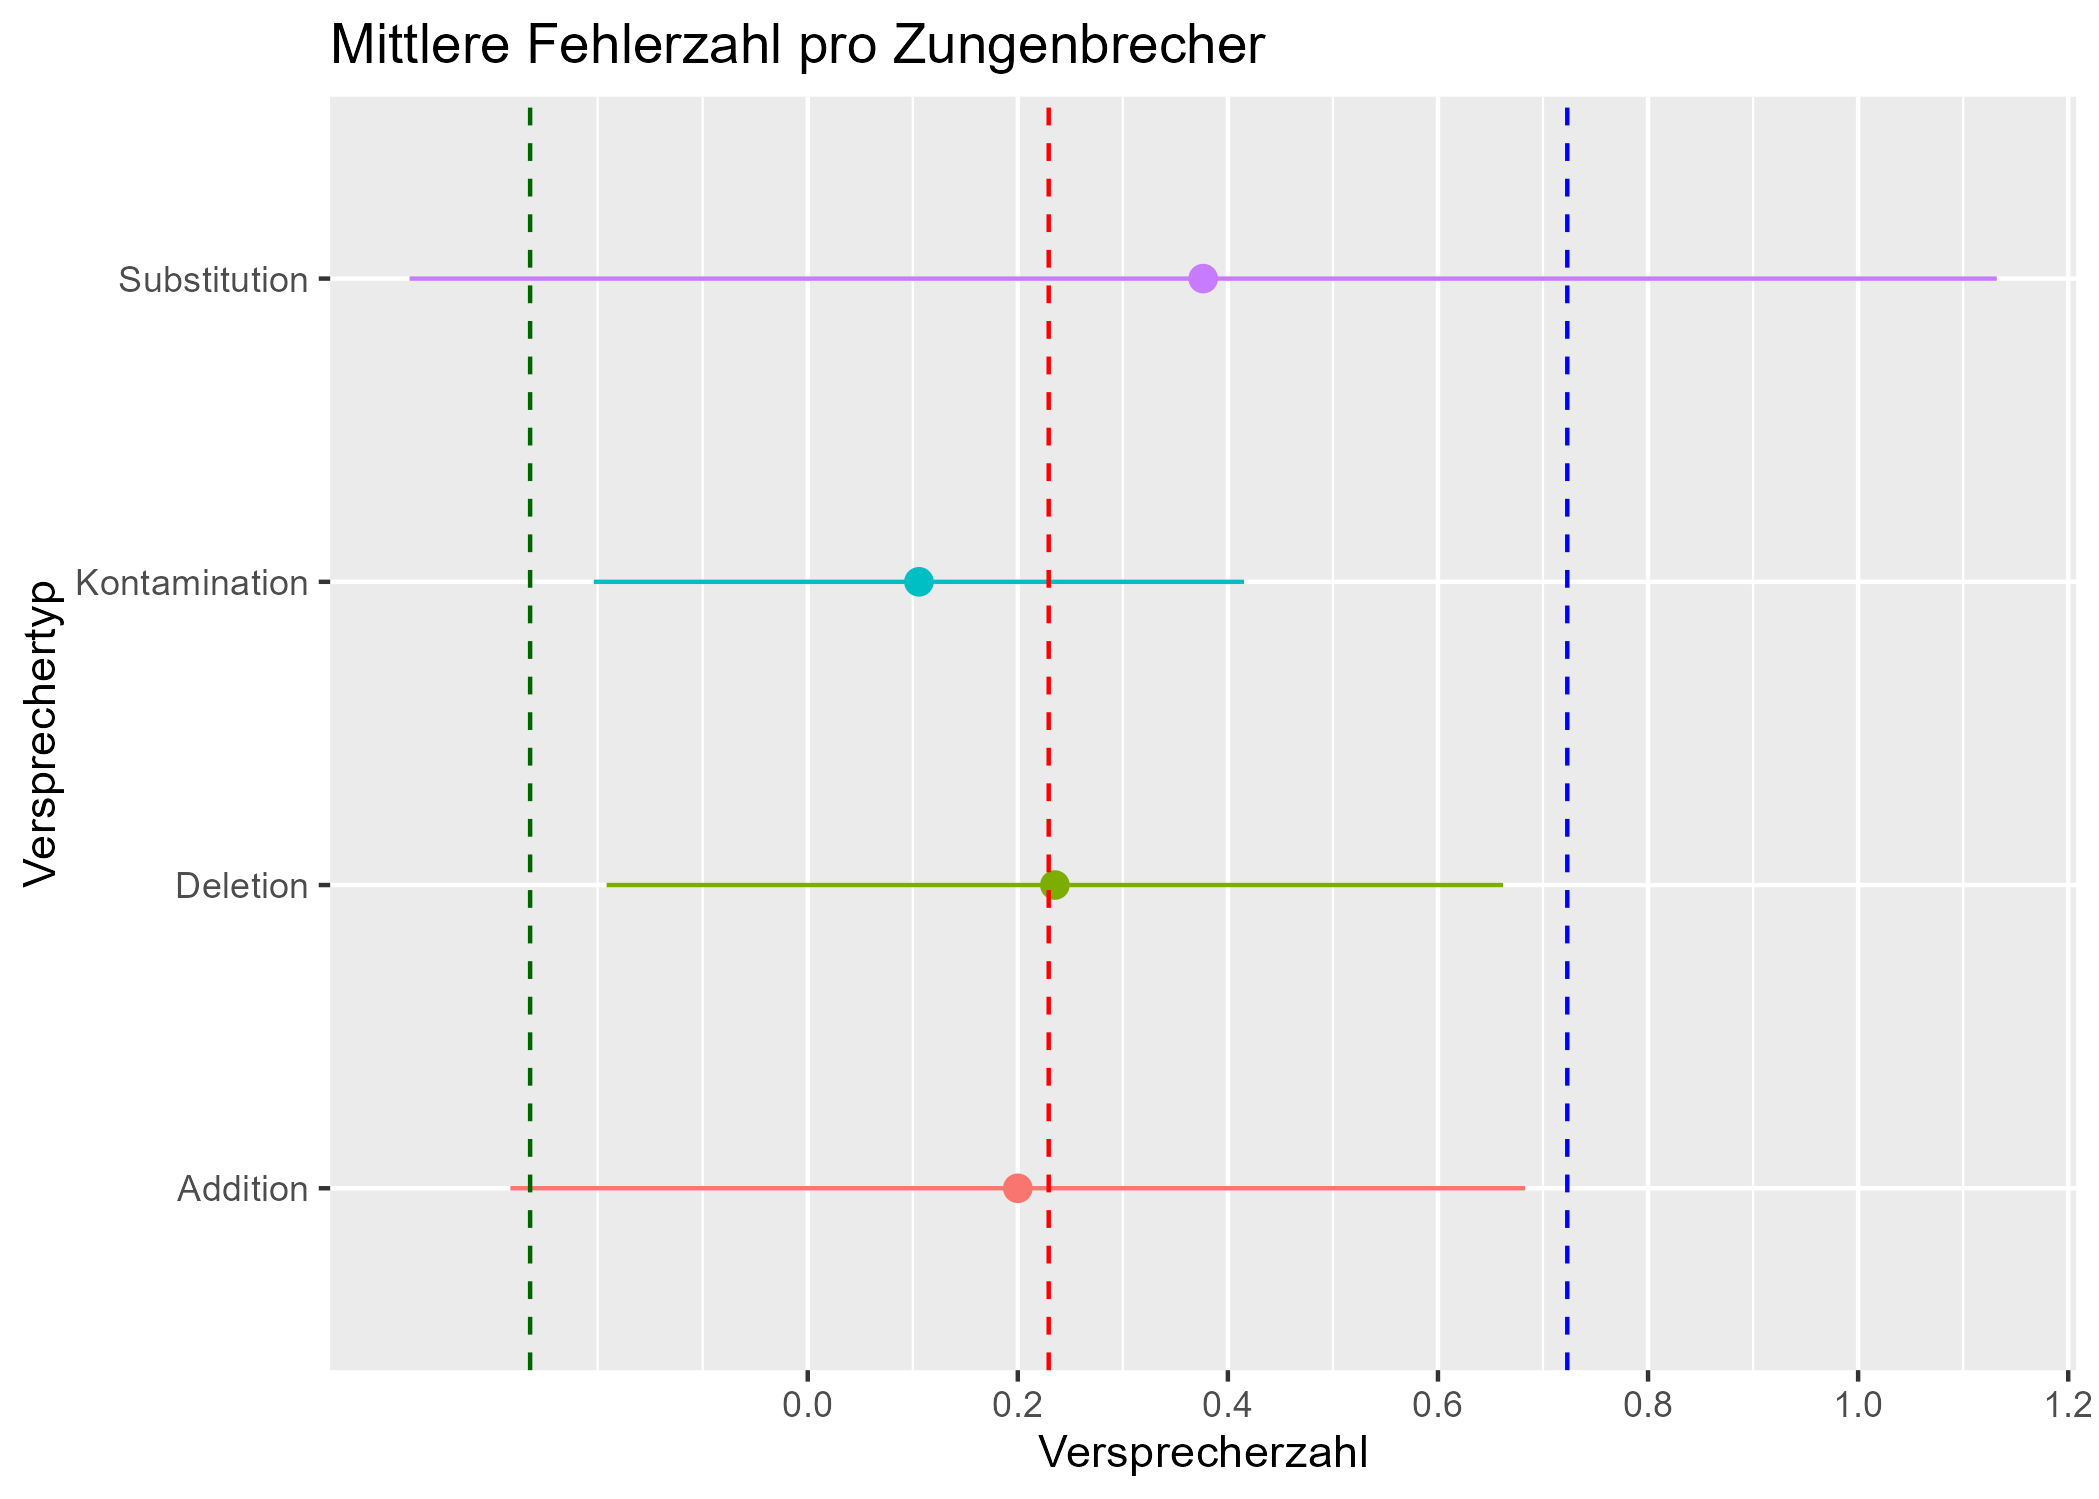 Mittlere Fehlerzahl pro Zungenbrecher
Versprechertyp
Substitution
Kontamination
Deletion
Addition
0.0 0.2 0.4 0.6 0.8 1.0 1.2
Versprecherzahl